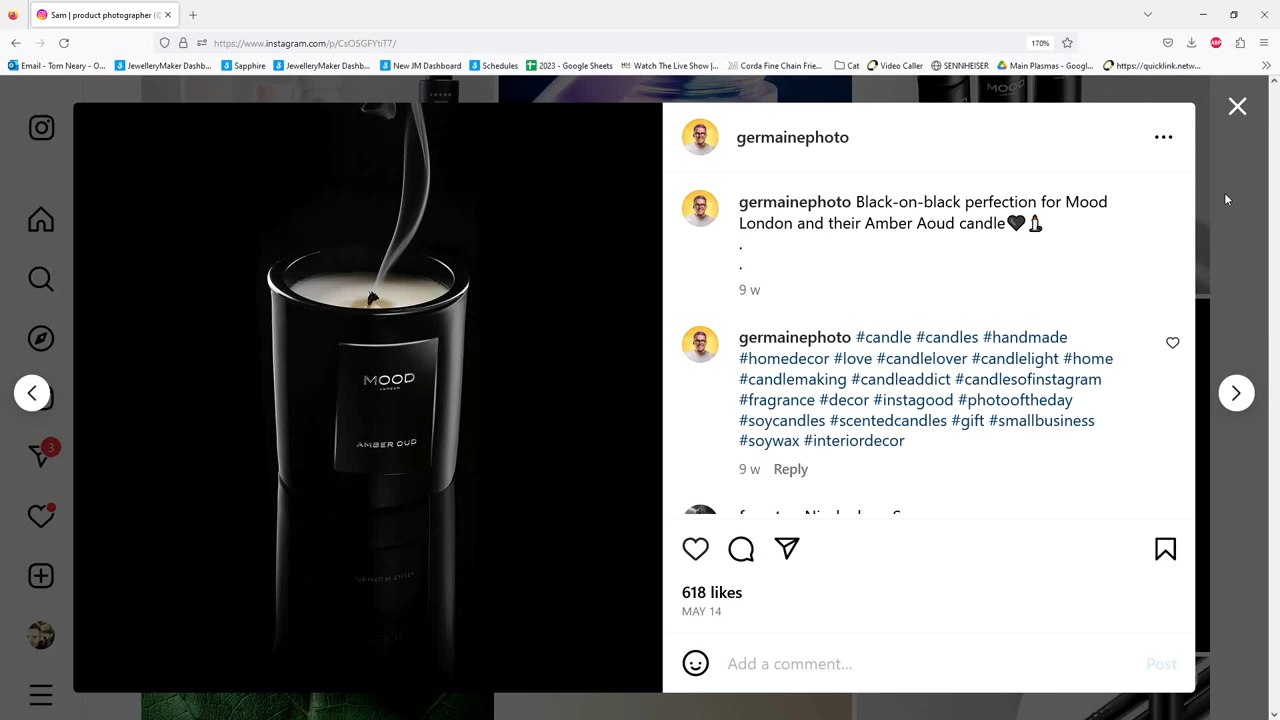 Sam | product photographer (
https://www.instagram.com/p/CsO5GFYtiT7/
170%
Email - Tom Neary - O...
JewelleryMaker Dashb...
Sapphire
JewelleryMaker Dashb...
New JM Dashboard
Schedules
2023 - Google Sheets
Watch The Live Show |...
Corda Fine Chain Frie...
Cat
Video Caller
SENNHEISER
Main Plasmas - Googl...
https://quicklink.netw...
MOOD
germainephoto
germainephoto Black-on-black perfection for Mood
London and their Amber Aoud candle🖤🕯
.
.
9 w
germainephoto #candle #candles #handmade
#homedecor #love #candlelover #candlelight #home
#candlemaking #candleaddict #candlesofinstagram
#fragrance #decor #instagood #photooftheday
#soycandles #scentedcandles #gift #smallbusiness
#soywax #interiordecor
9 w Reply
MOOD
LONDON
AMBER OUD
3
618 likes
MAY 14
Add a comment...
Post